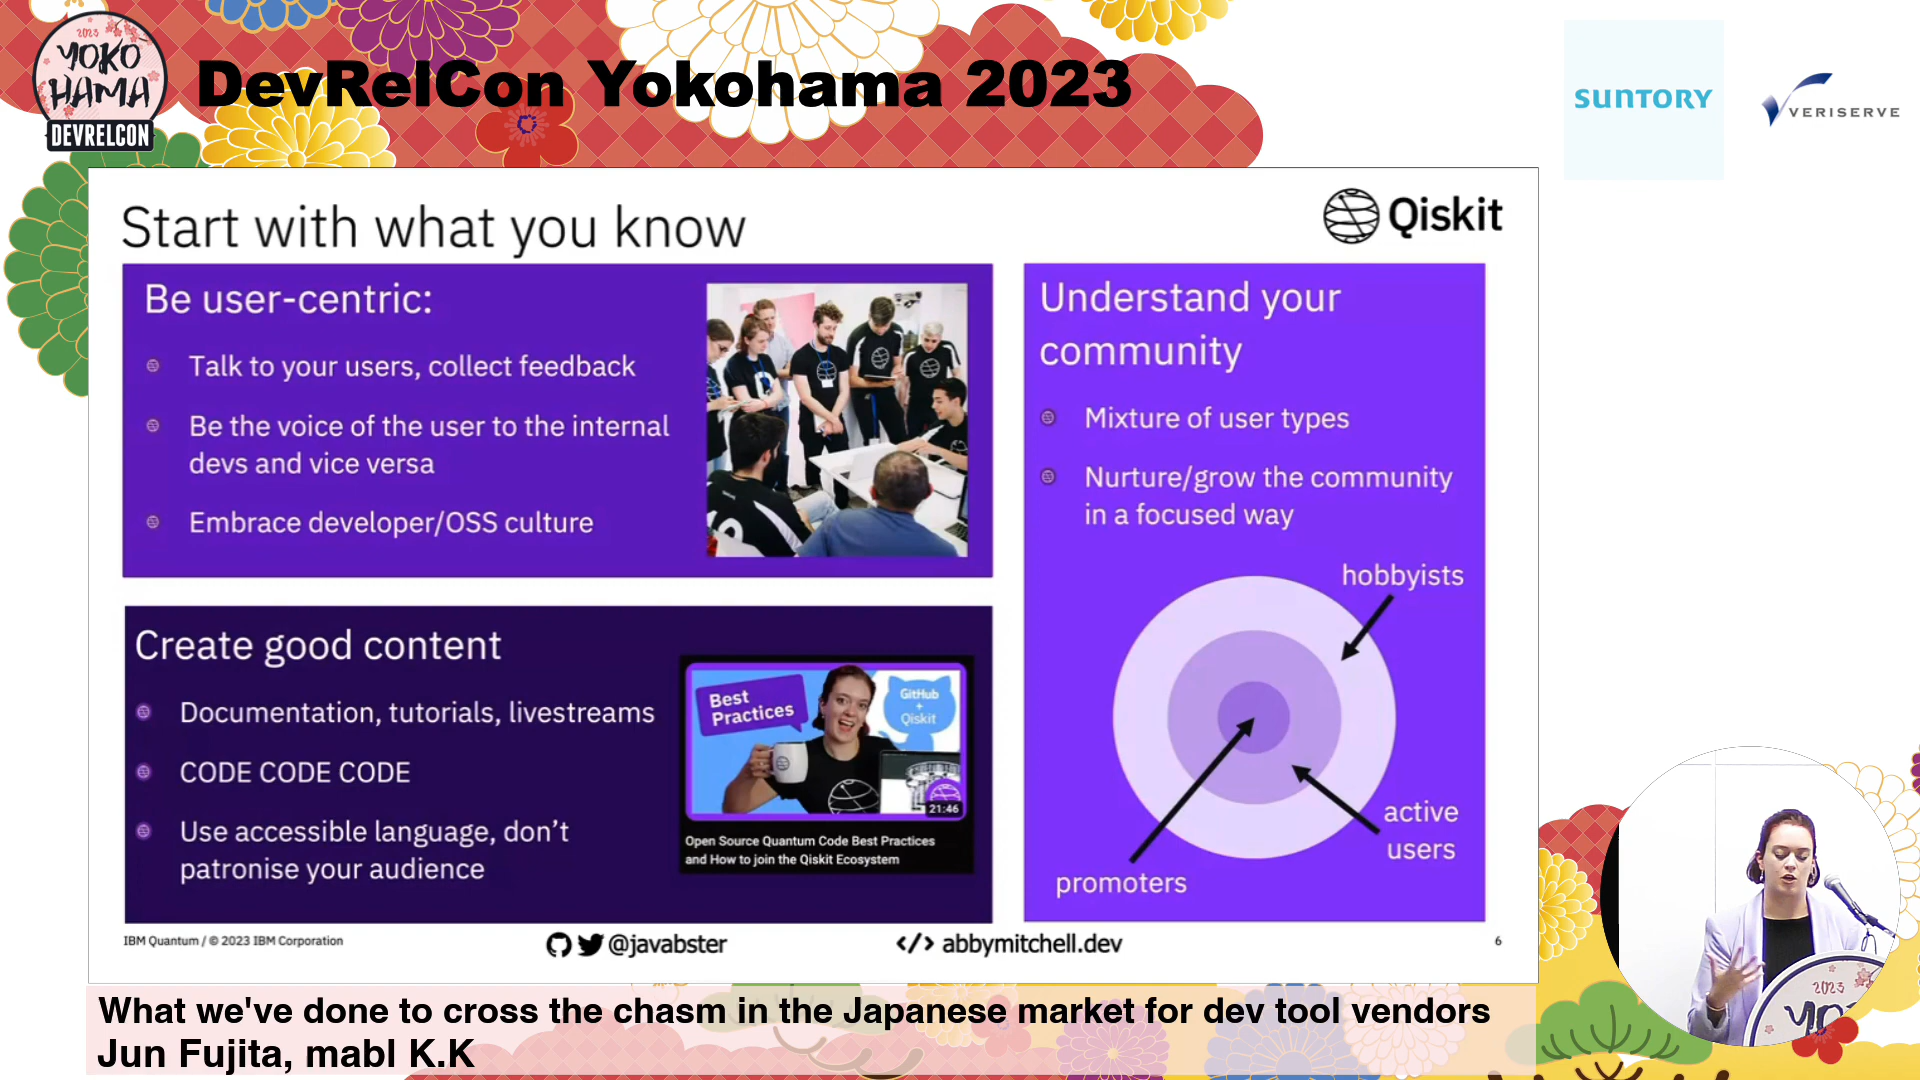 2023
YOKO
HAMA
DEVRELCON
DevRelCon Yokohama 2023
SUNTORY
VERISERVE
Start with what you know
Qiskit
Be user-centric:
Talk to your users, collect feedback
Be the voice of the user to the internal
devs and vice versa
Embrace developer/OSS culture
Create good content
Documentation, tutorials, livestreams
CODE CODE CODE
Use accessible language, don't
patronise your audience
Best
Practices
GitHub
+
Qiskit
21:46
Open Source Quantum Code Best Practices
and How to join the Qiskit Ecosystem
Understand your
community
Mixture of user types
Nurture/grow the community
in a focused way
hobbyists
active
users
promoters
IBM Quantum / © 2023 IBM Corporation
@javabster
</> abbymitchell.dev
6
2023
What we've done to cross the chasm in the Japanese market for dev tool vendors
Jun Fujita, mabl K.K